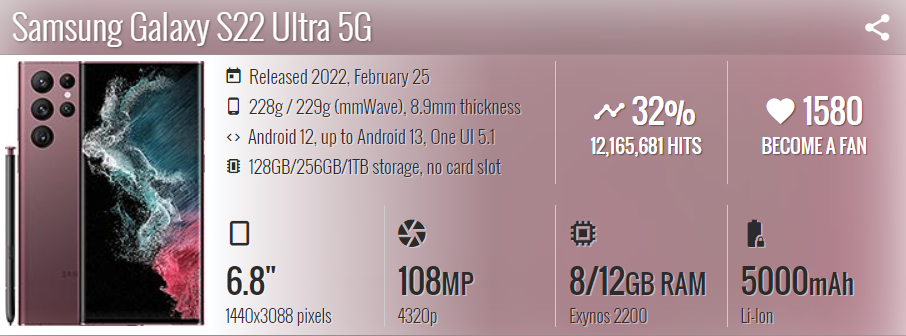 Samsung Galaxy S22 Ultra 5G
Released 2022, February 25
228g / 229g (mmWave), 8.9mm thickness
Android 12, up to Android 13, One UI 5.1
128GB/256GB/1TB storage, no card slot
32%
12,165,681 HITS
1580
BECOME A FAN
6.8"
1440x3088 pixels
108MP
4320p
8/12GB RAM
Exynos 2200
5000mAh
Li-Ion